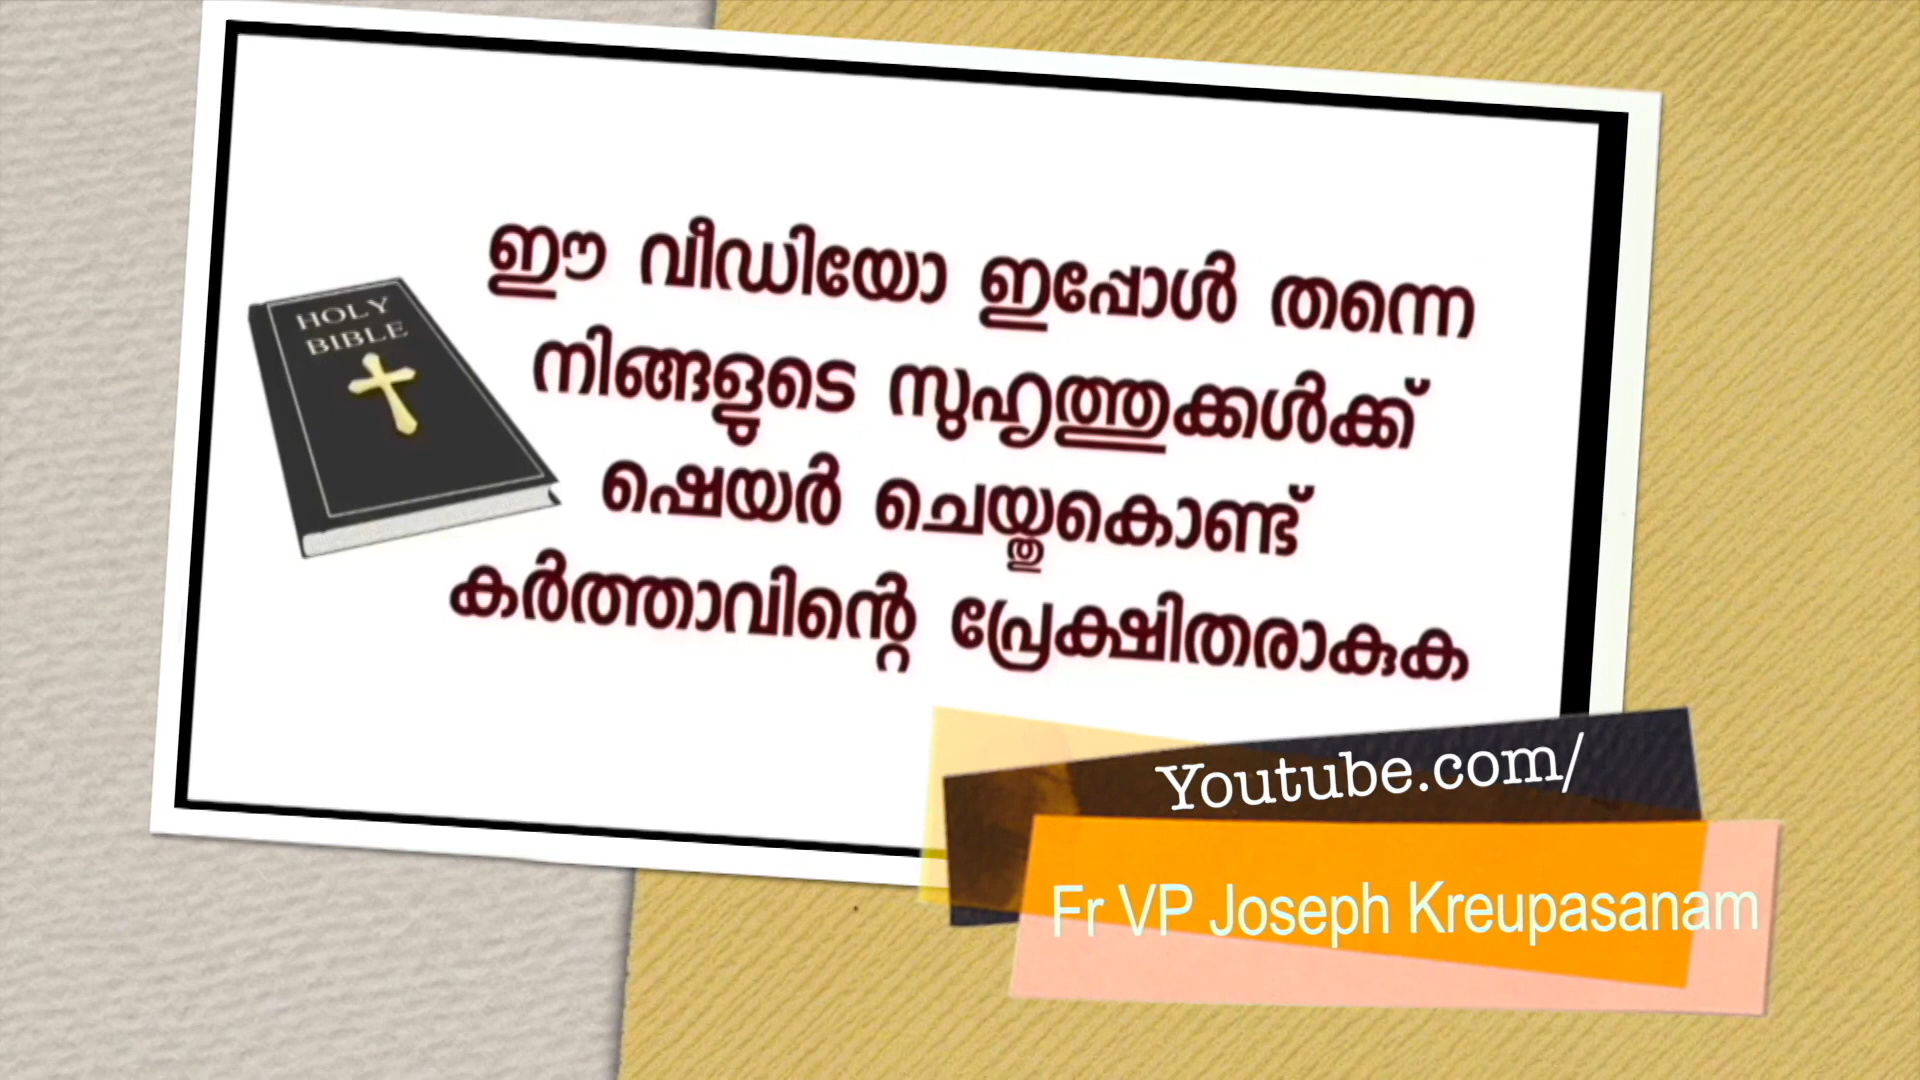 HOLY
BIBLE
ഈ വീഡിയോ ഇപ്പോൾ തന്നെ
നിങ്ങളുടെ സുഹൃത്തുക്കൾക്ക്
ഷെയർ ചെയ്തുകൊണ്ട്
കർത്താവിന്റെ പ്രേക്ഷിതരാകുക
Youtube.com/
Fr VP Joseph Kreupasanam